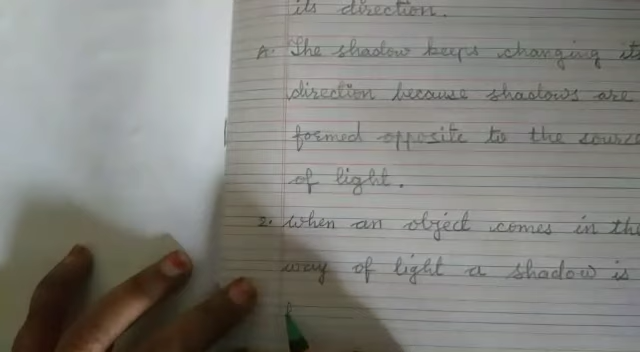 its direction.
A. The shadow keeps changing its
direction because shadows are
formed opposite to the source
of light.
2. When an object comes in the
way of light a shadow is